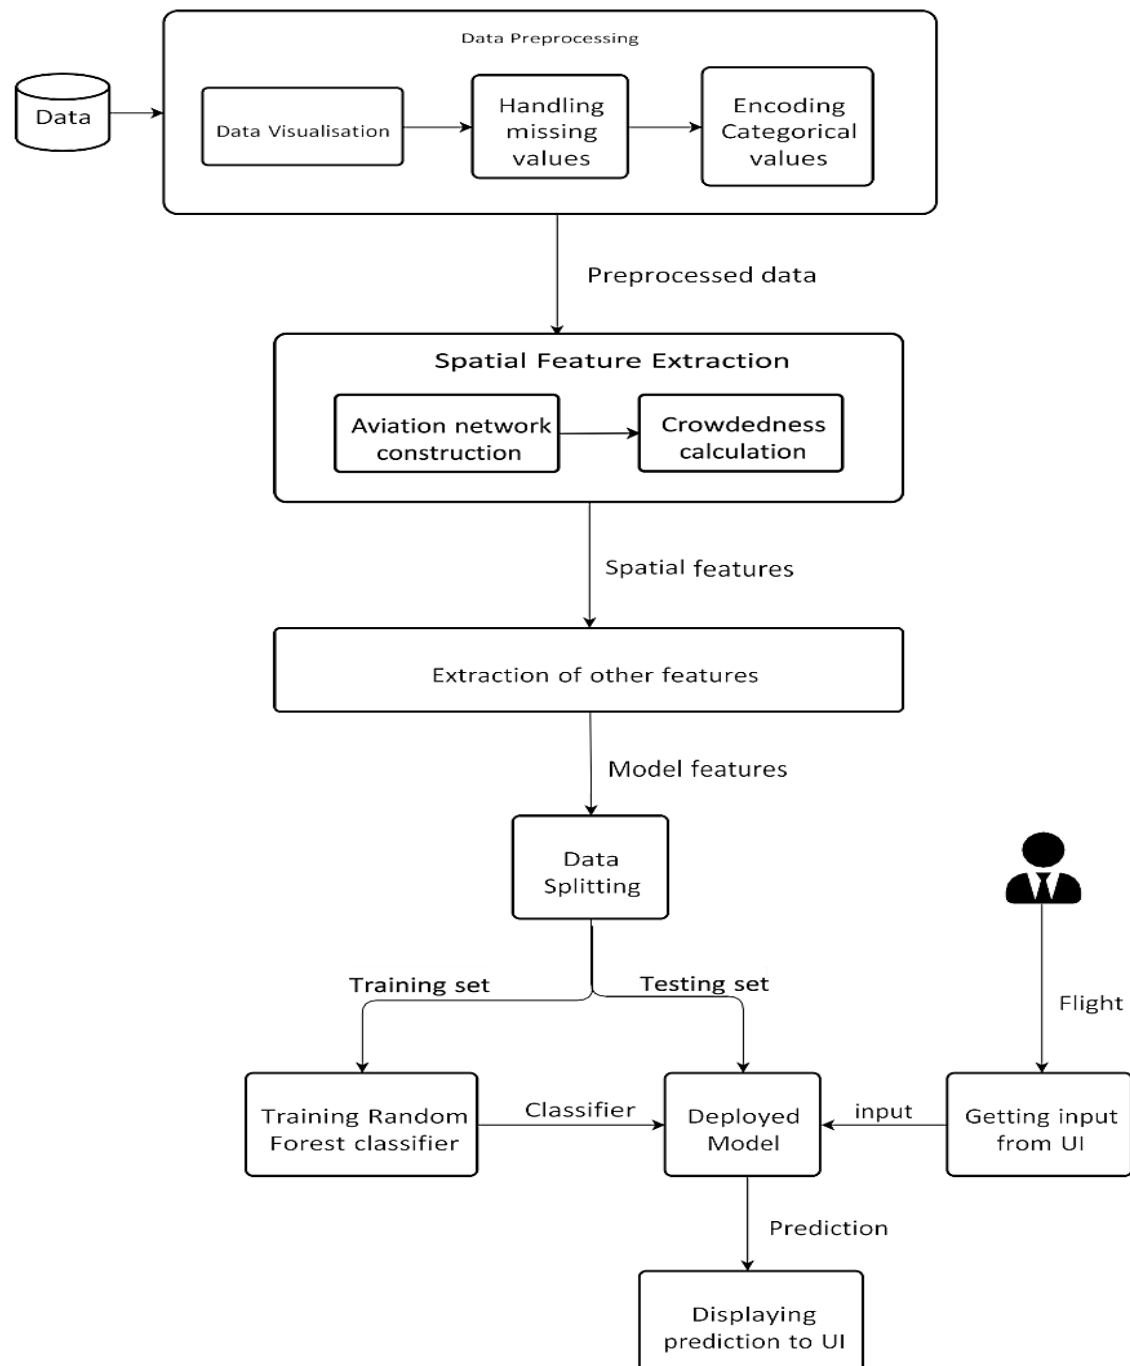 Data Preprocessing
Data
Data Visualisation
Handling
missing
values
Encoding
Categorical
values
Preprocessed data
Spatial Feature Extraction
Aviation network
construction
Crowdedness
calculation
Spatial features
Extraction of other features
Model features
Data
Splitting
Training set
Testing set
Flight
Training Random
Forest classifier
Classifier
Deployed
Model
input
Getting input
from UI
Prediction
Displaying
prediction to UI